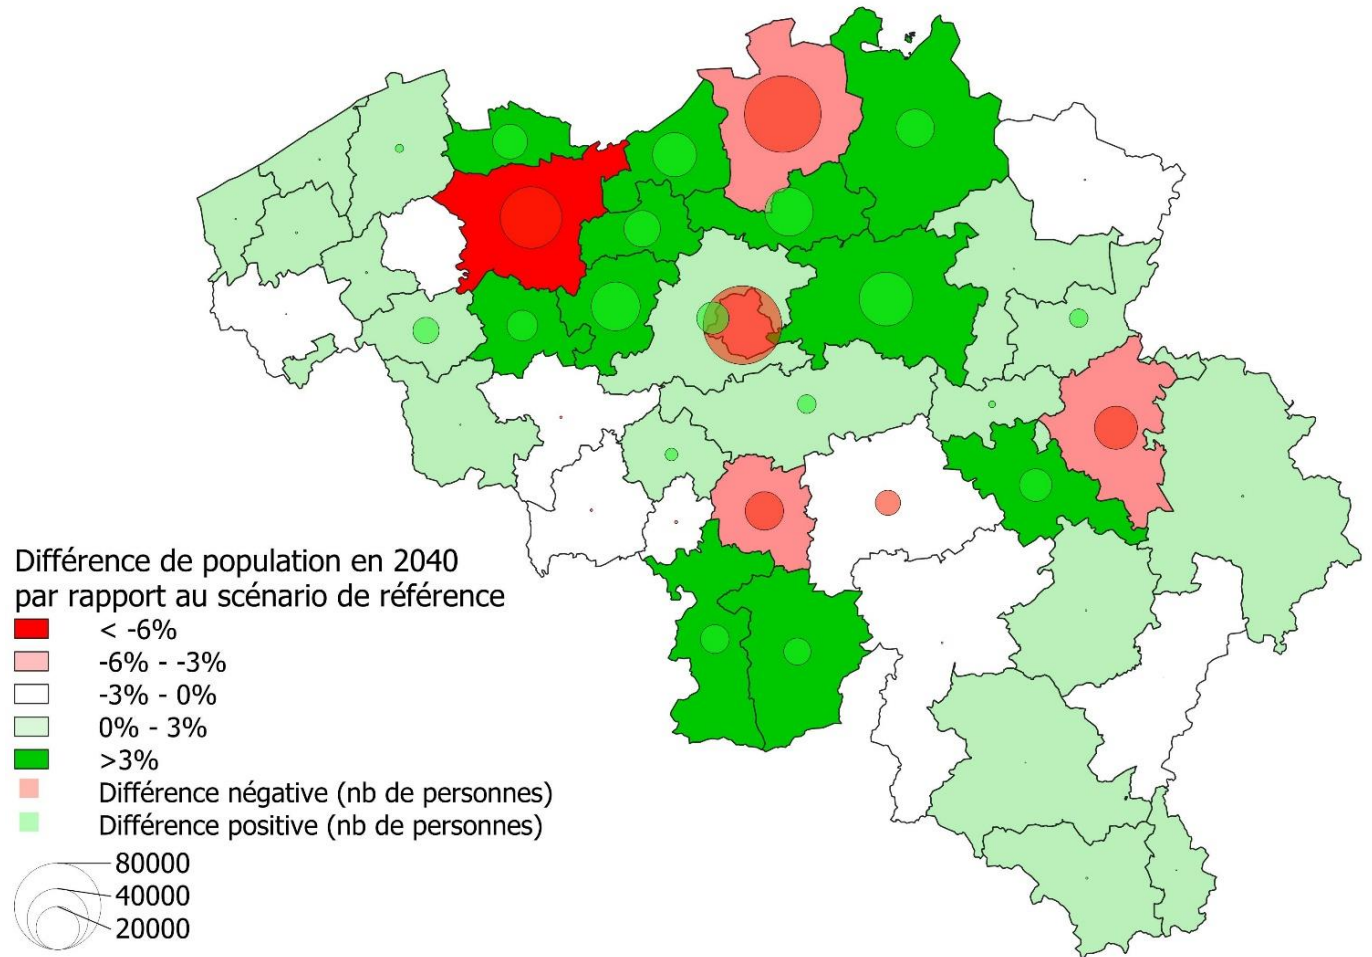 Différence de population en 2040
par rapport au scénario de référence
< -6%
-6% - -3%
-3% - 0%
0% - 3%
>3%
Différence négative (nb de personnes)
Différence positive (nb de personnes)
80000
40000
20000